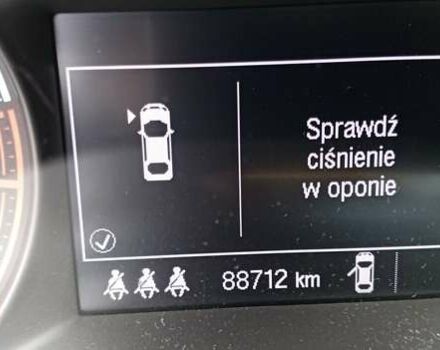 Sprawdź
ciśnienie
w oponie
88712 km